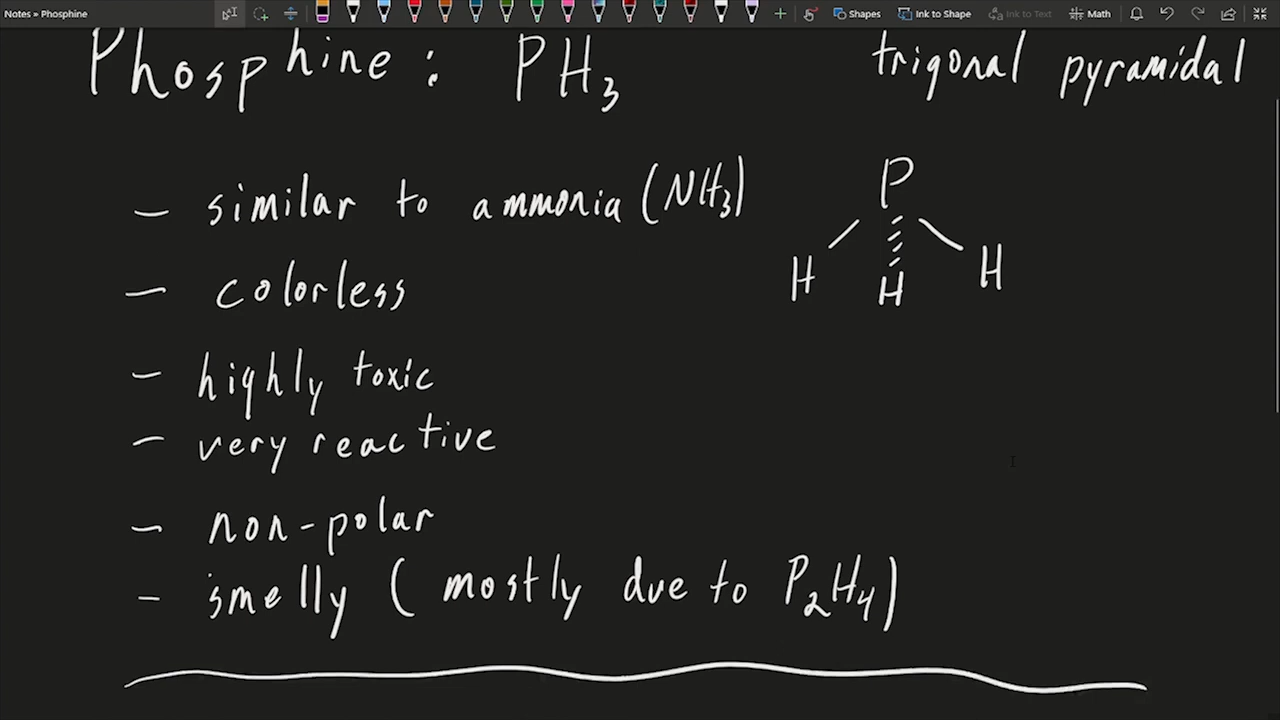 Notes » Phosphine
Shapes
Ink to Shape
Ink to Text
Math
Phosphine: PH₃
trigonal pyramidal
– similar to ammonia (NH₃)
P
H H H
– colorless
– highly toxic
– very reactive
– non-polar
– smelly (mostly due to P₂H₄)